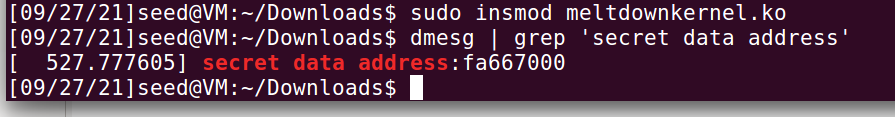 [09/27/21]seed@VM:~/Downloads$ sudo insmod meltdownkernel.ko
[09/27/21]seed@VM:~/Downloads$ dmesg | grep 'secret data address'
[  527.777605] secret data address:fa667000
[09/27/21]seed@VM:~/Downloads$